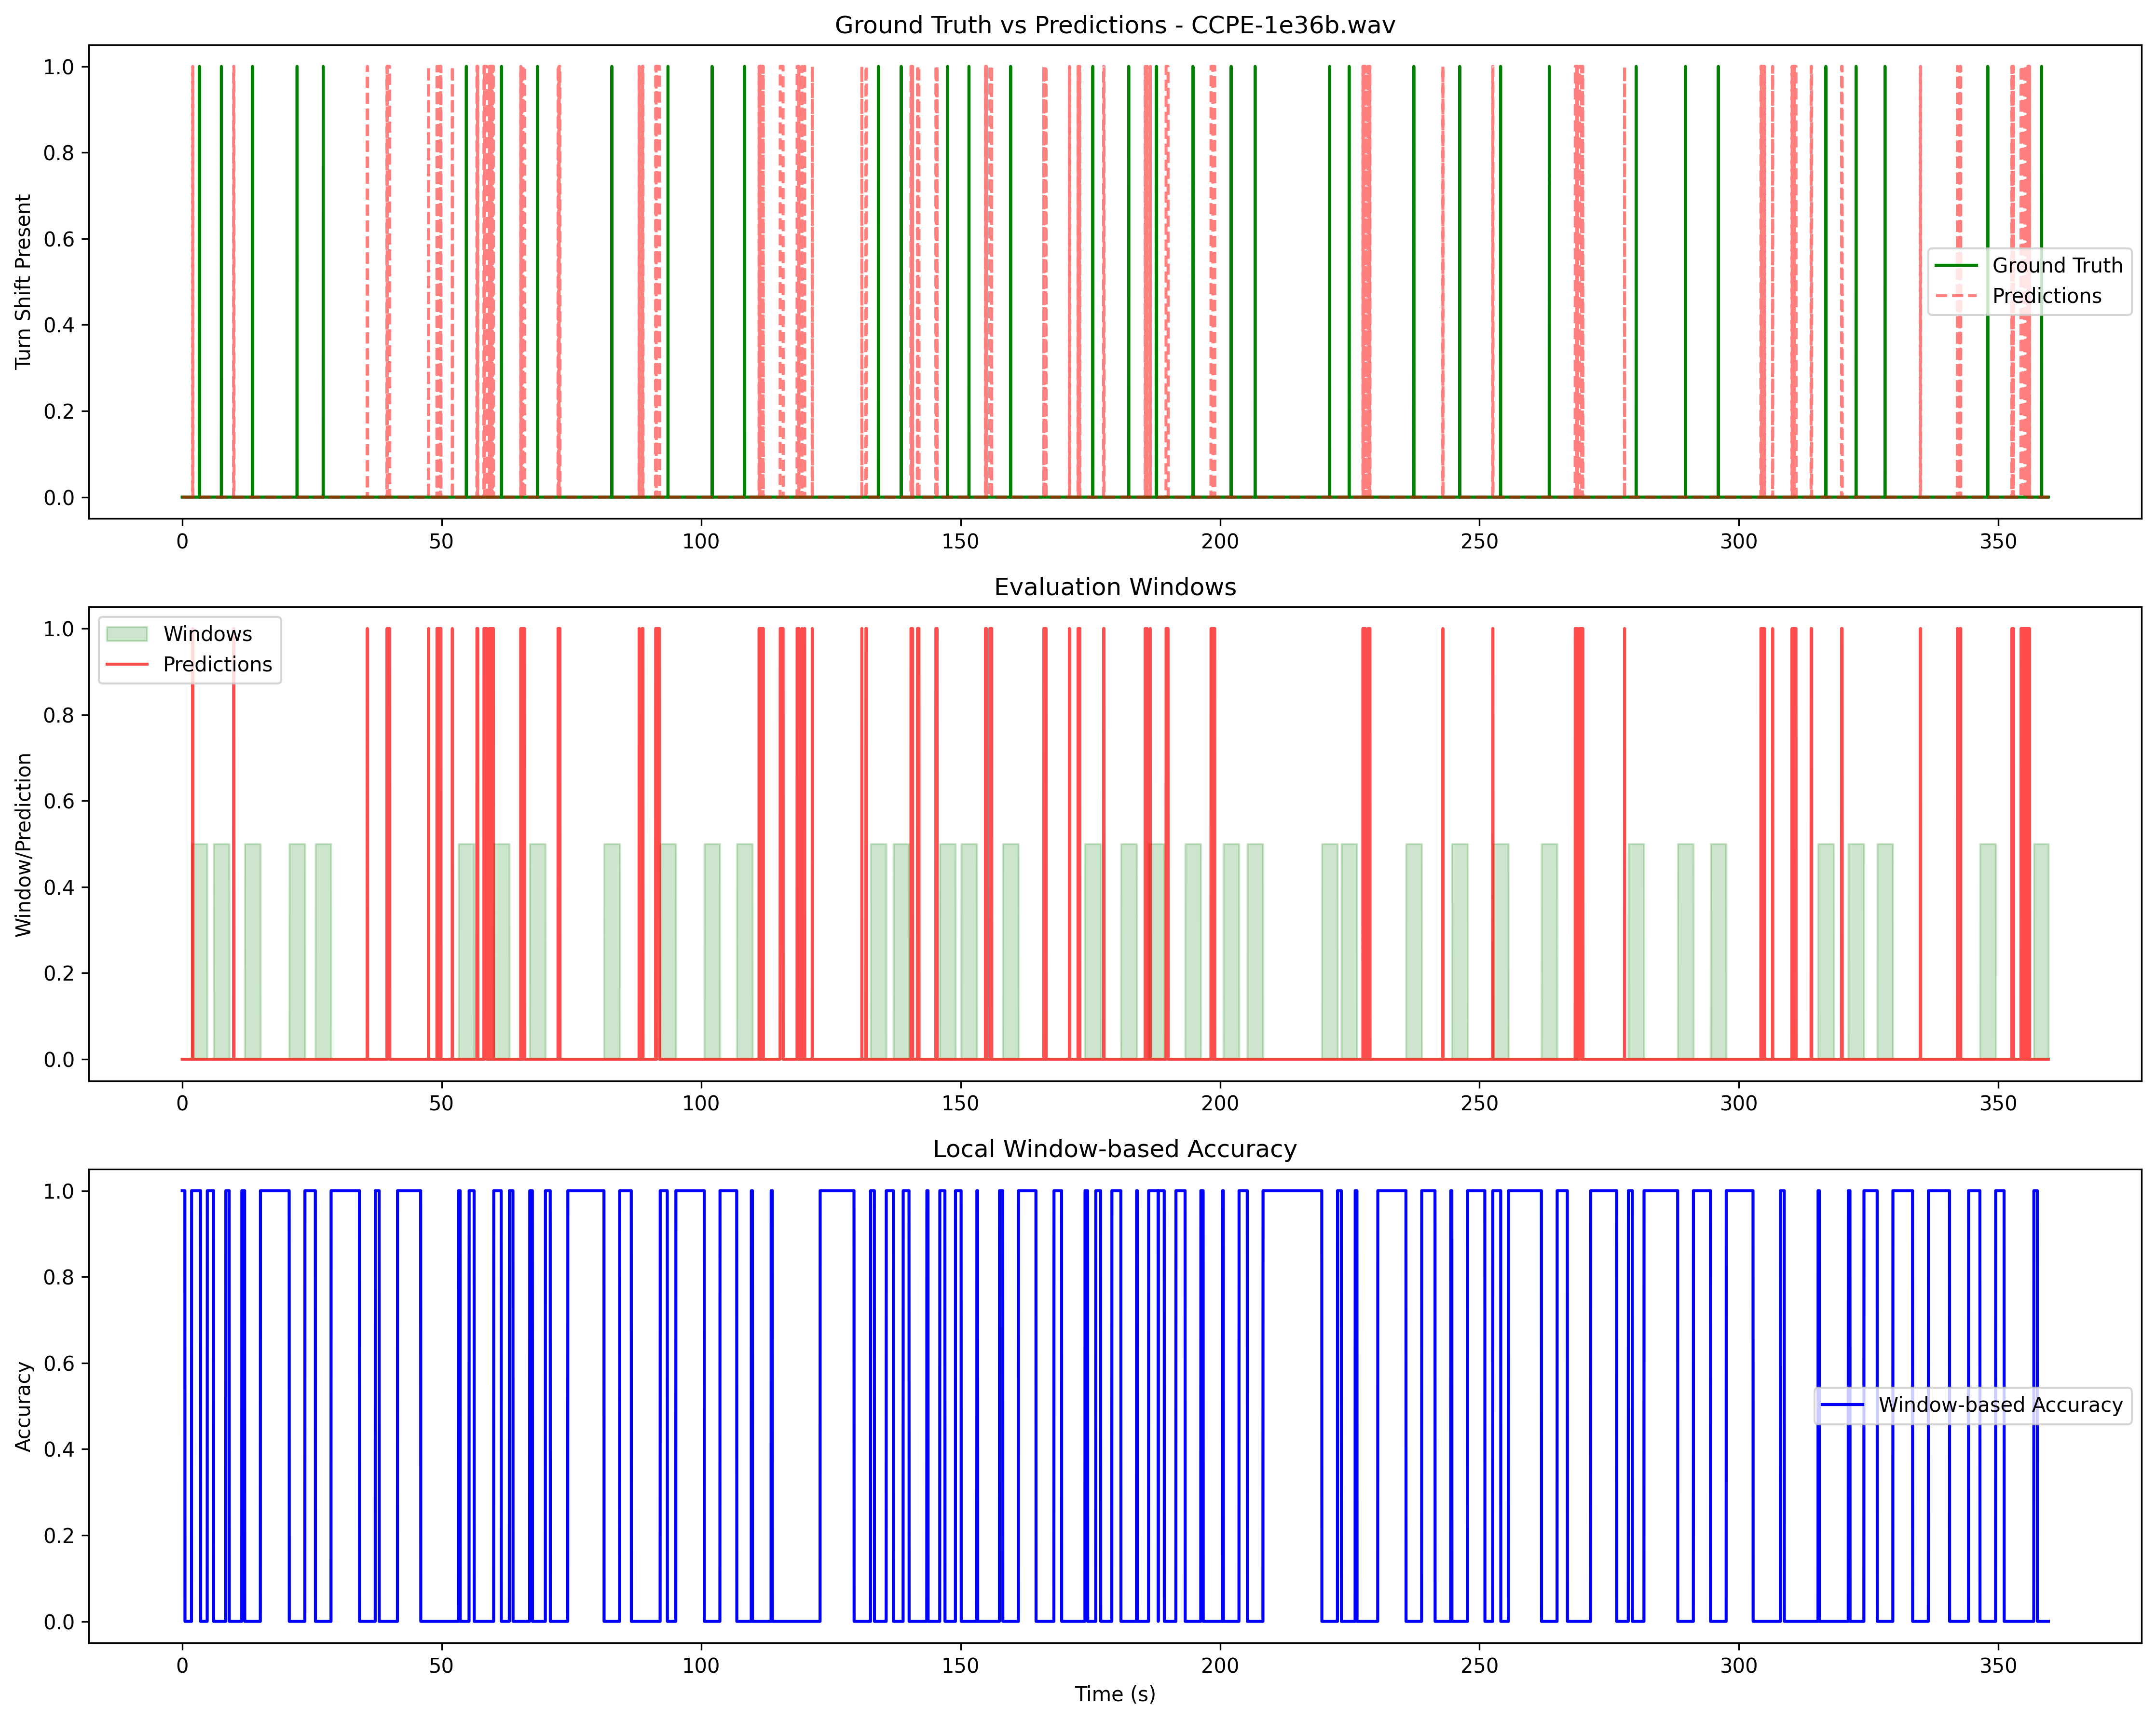 Ground Truth vs Predictions - CCPE-1e36b.wav
1.0
0.8
0.6
0.4
0.2
0.0
Turn Shift Present
Ground Truth
Predictions
0 50 100 150 200 250 300 350
Evaluation Windows
1.0
0.8
0.6
0.4
0.2
0.0
Window/Prediction
Windows
Predictions
0 50 100 150 200 250 300 350
Local Window-based Accuracy
1.0
0.8
0.6
0.4
0.2
0.0
Accuracy
Window-based Accuracy
0 50 100 150 200 250 300 350
Time (s)